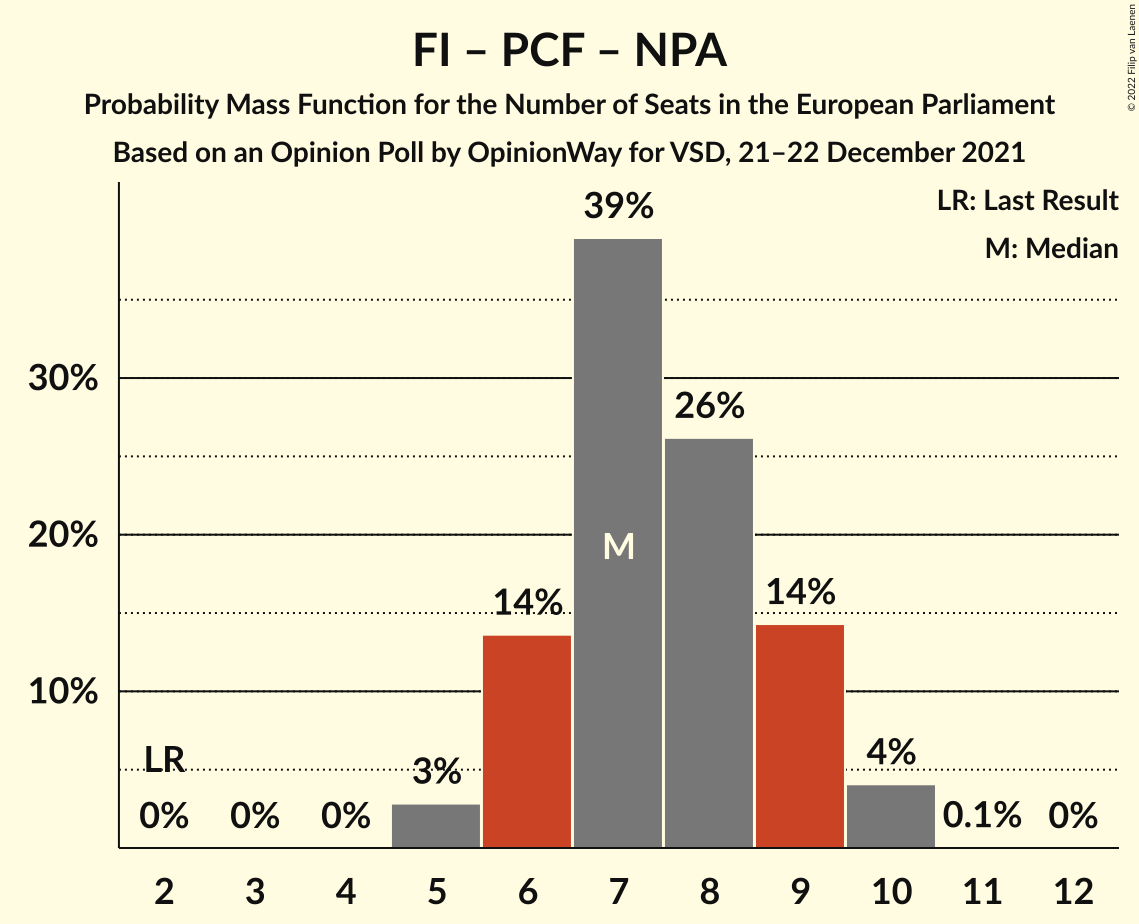 FI – PCF – NPA
Probability Mass Function for the Number of Seats in the European Parliament
Based on an Opinion Poll by OpinionWay for VSD, 21–22 December 2021
© 2022 Filip van Laenen
LR: Last Result
M: Median
39%
30%
26%
20%
M
14%
14%
10%
LR
3%
4%
0%
0%
0%
0.1%
0%
2 3 4 5 6 7 8 9 10 11 12